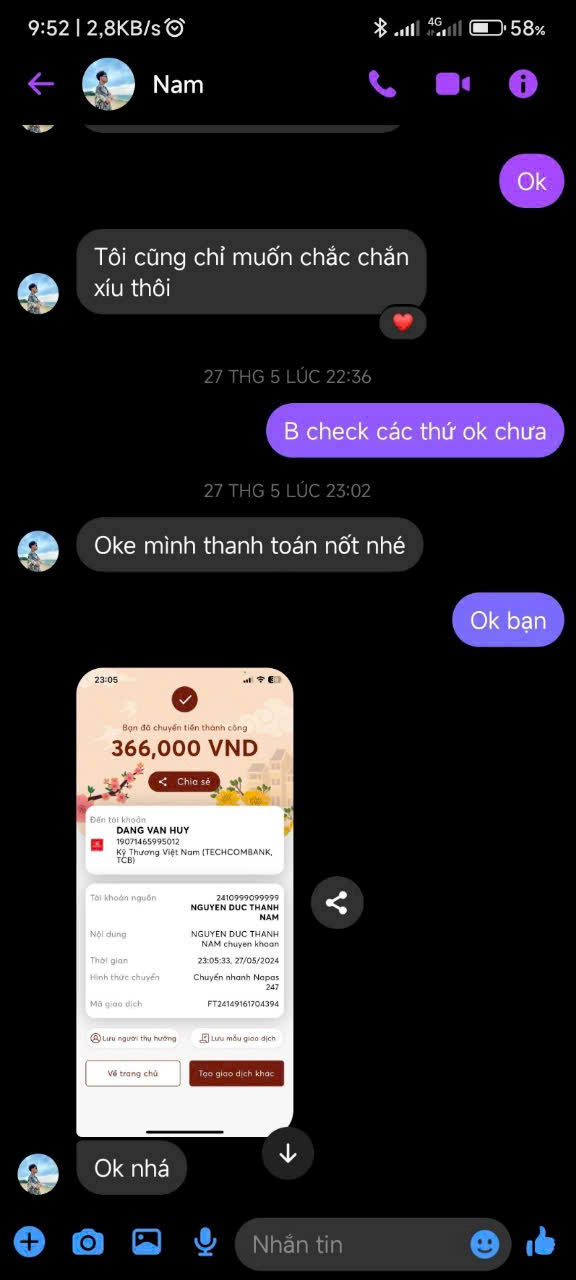 9:52 | 2,8KB/s
4G
58%
Nam
Ok
Tôi cũng chỉ muốn chắc chắn
xíu thôi
27 THG 5 LÚC 22:36
B check các thứ ok chưa
27 THG 5 LÚC 23:02
Oke mình thanh toán nốt nhé
Ok bạn
23:05
Bạn đã chuyển tiền thành công
366,000 VND
Chia sẻ
Đến tài khoản
DANG VAN HUY
19071465995012
Kỹ Thương Việt Nam (TECHCOMBANK,
TCB)
Tài khoản nguồn 2410999099999
NGUYEN DUC THANH
NAM
Nội dung NGUYEN DUC THANH
NAM chuyen khoan
Thời gian 23:05:33, 27/05/2024
Hình thức chuyển Chuyển nhanh Napas
247
Mã giao dịch FT24149161704394
Lưu người thụ hưởng Lưu mẫu giao dịch
Về trang chủ Tạo giao dịch khác
Ok nhá
Nhắn tin